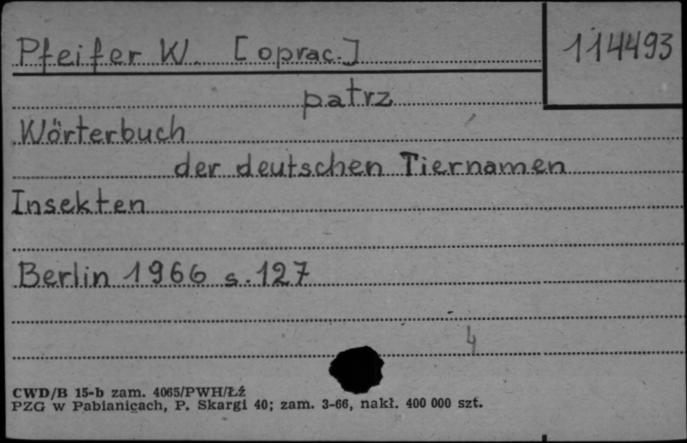 Pfeifer W. [oprac.]
114493
patrz
Wörterbuch
der deutschen Tiernamen
Insekten
Berlin 1966 s. 127
4
CWD/B 15-b zam. 4065/PWH/Łź
PZG w Pabianicach, P. Skargi 40; zam. 3-66, nakł. 400 000 szt.